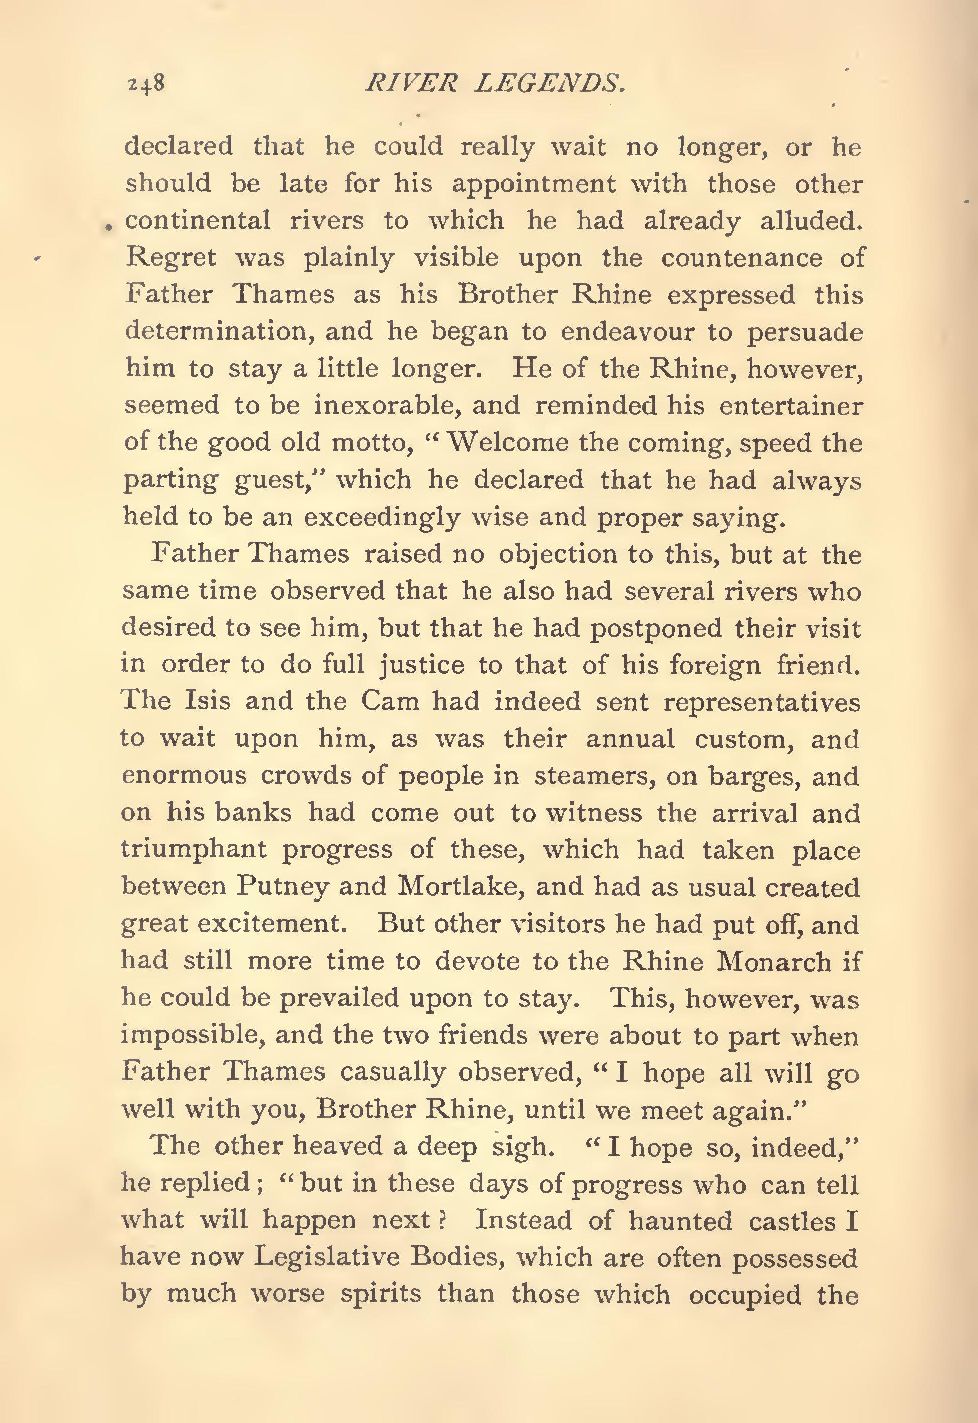 248 RIVER LEGENDS.
declared that he could really wait no longer, or he
should be late for his appointment with those other
continental rivers to which he had already alluded.
Regret was plainly visible upon the countenance of
Father Thames as his Brother Rhine expressed this
determination, and he began to endeavour to persuade
him to stay a little longer. He of the Rhine, however,
seemed to be inexorable, and reminded his entertainer
of the good old motto, “Welcome the coming, speed the
parting guest,” which he declared that he had always
held to be an exceedingly wise and proper saying.
Father Thames raised no objection to this, but at the
same time observed that he also had several rivers who
desired to see him, but that he had postponed their visit
in order to do full justice to that of his foreign friend.
The Isis and the Cam had indeed sent representatives
to wait upon him, as was their annual custom, and
enormous crowds of people in steamers, on barges, and
on his banks had come out to witness the arrival and
triumphant progress of these, which had taken place
between Putney and Mortlake, and had as usual created
great excitement. But other visitors he had put off, and
had still more time to devote to the Rhine Monarch if
he could be prevailed upon to stay. This, however, was
impossible, and the two friends were about to part when
Father Thames casually observed, “I hope all will go
well with you, Brother Rhine, until we meet again.”
The other heaved a deep sigh. “I hope so, indeed,”
he replied; “but in these days of progress who can tell
what will happen next? Instead of haunted castles I
have now Legislative Bodies, which are often possessed
by much worse spirits than those which occupied the